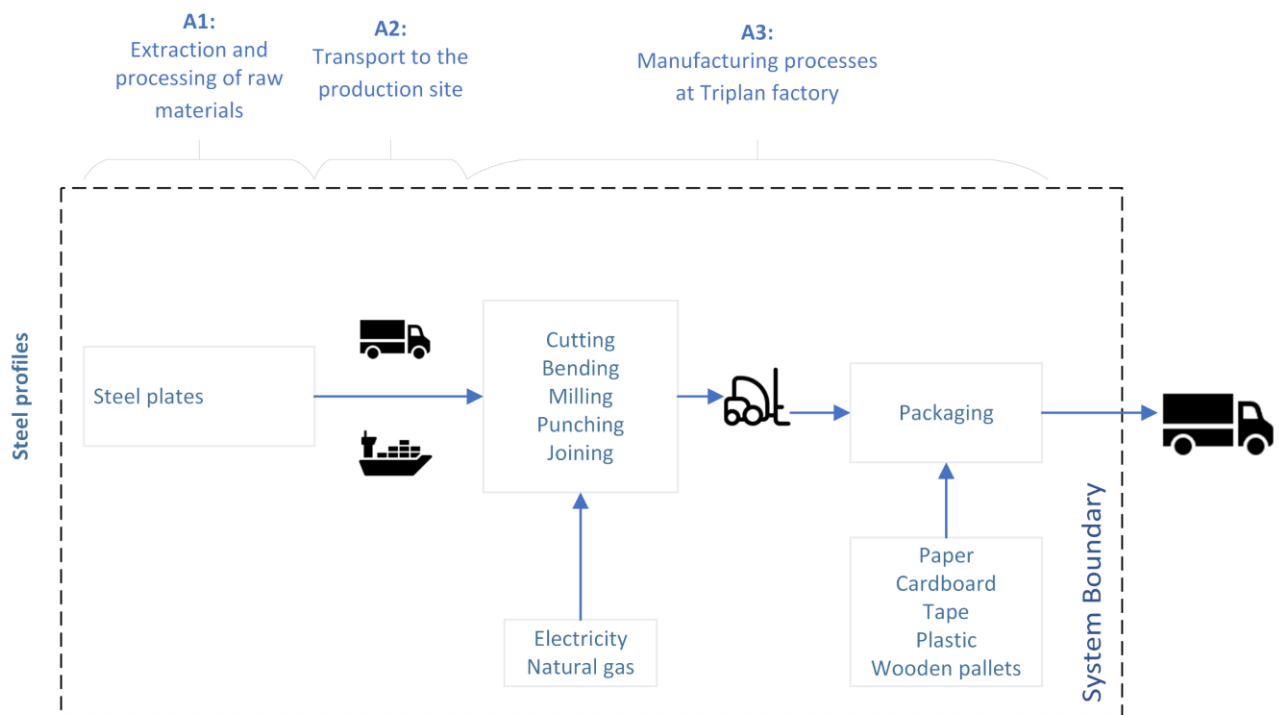 A1:
Extraction and
processing of raw
materials
A2:
Transport to the
production site
A3:
Manufacturing processes
at Triplan factory
Steel profiles
Steel plates
Cutting
Bending
Milling
Punching
Joining
Packaging
Electricity
Natural gas
Paper
Cardboard
Tape
Plastic
Wooden pallets
System Boundary